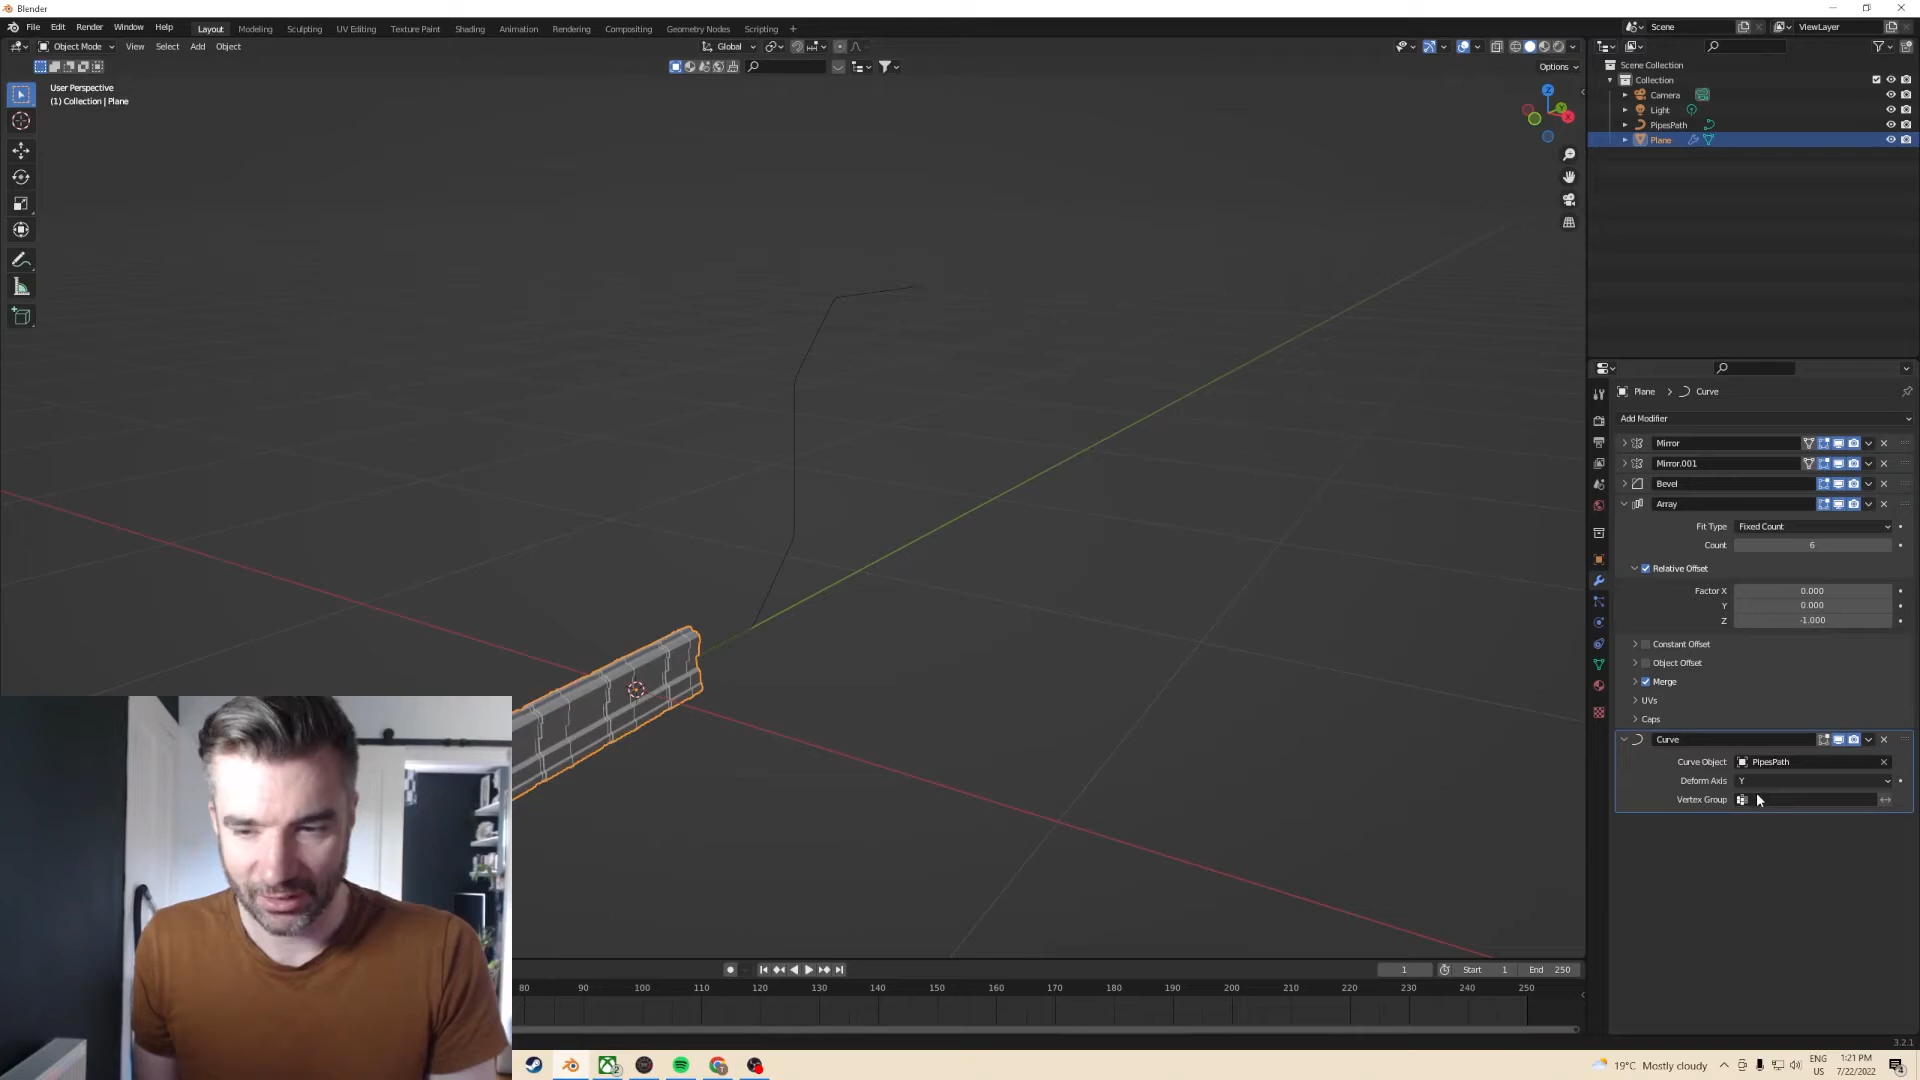 Blender
File Edit Render Window Help Layout Modeling Sculpting UV Editing Texture Paint Shading Animation Rendering Compositing Geometry Nodes Scripting + Scene ViewLayer
Object Mode View Select Add Object Global
Options
User Perspective
(1) Collection | Plane
Z
Y
X
Scene Collection
Collection
Camera
Light
PipesPath
Plane
Plane > Curve
Add Modifier
Mirror
Mirror.001
Bevel
Array
Fit Type Fixed Count
Count 6
Relative Offset
Factor X 0.000
Y 0.000
Z -1.000
Constant Offset
Object Offset
Merge
UVs
Caps
Curve
Curve Object PipesPath
Deform Axis Y
Vertex Group
1 Start 1 End 250
80 90 100 110 120 130 140 150 160 170 180 190 200 210 220 230 240 250
3.2.1
19°C Mostly cloudy
ENG
US
1:21 PM
7/22/2022
2
4